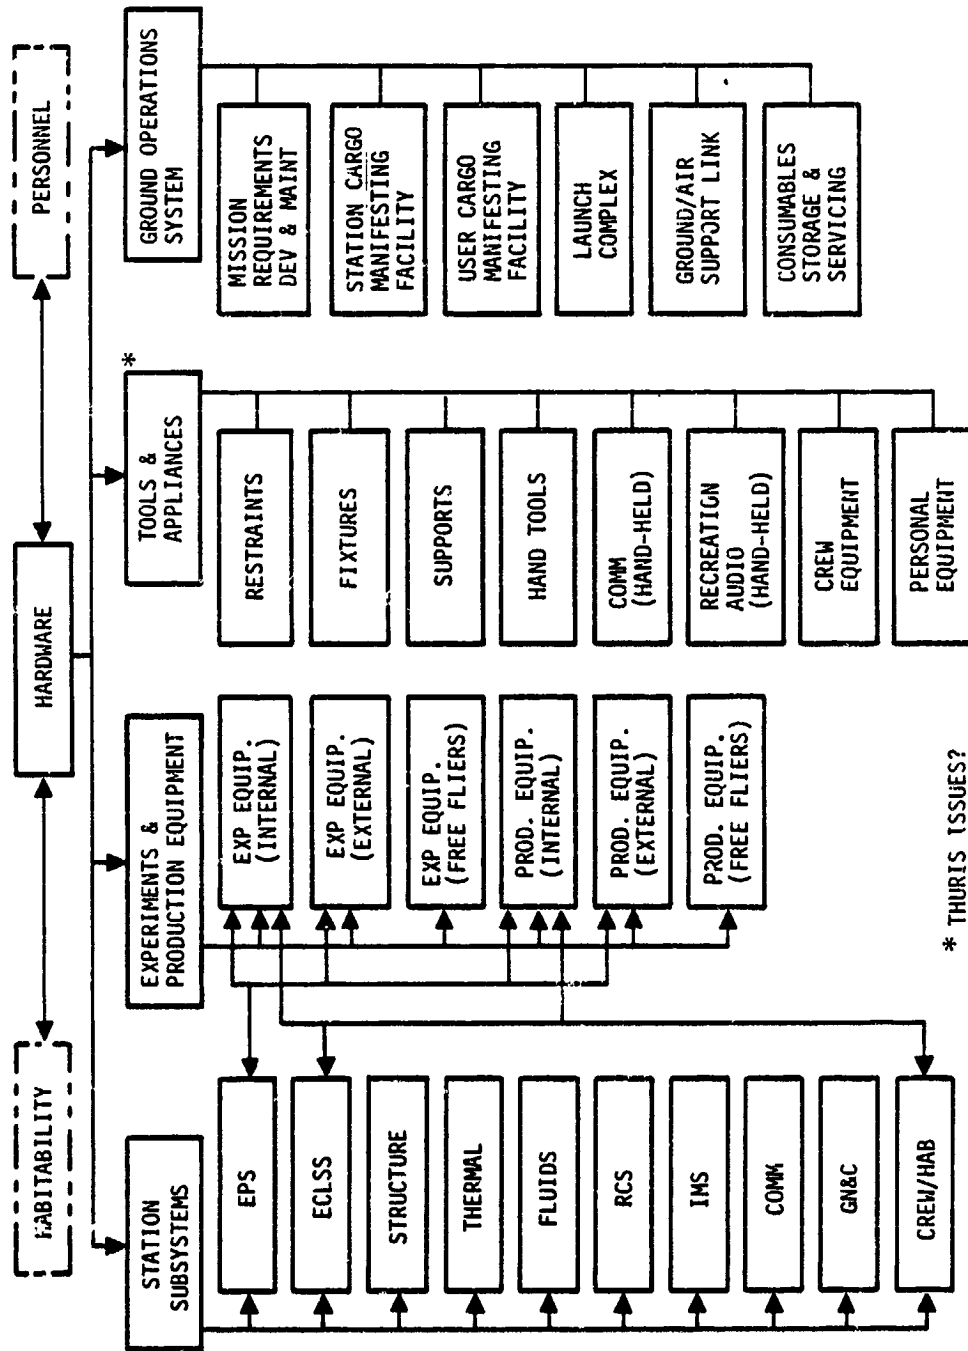 HABITABILITY
HARDWARE
PERSONNEL
STATION
SUBSYSTEMS
EPS
ECLSS
STRUCTURE
THERMAL
FLUIDS
RCS
IMS
COMM
GN&C
CREW/HAB
EXPERIMENTS &
PRODUCTION EQUIPMENT
EXP EQUIP.
(INTERNAL)
EXP EQUIP.
(EXTERNAL)
EXP EQUIP.
(FREE FLIERS)
PROD. EQUIP.
(INTERNAL)
PROD. EQUIP.
(EXTERNAL)
PROD. EQUIP.
(FREE FLIERS)
*
TOOLS &
APPLIANCES
RESTRAINTS
FIXTURES
SUPPORTS
HAND TOOLS
COMM
(HAND-HELD)
RECREATION
AUDIO
(HAND-HELD)
CREW
EQUIPMENT
PERSONAL
EQUIPMENT
GROUND OPERATIONS
SYSTEM
MISSION
REQUIREMENTS
DEV & MAINT
STATION CARGO
MANIFESTING
FACILITY
USER CARGO
MANIFESTING
FACILITY
LAUNCH
COMPLEX
GROUND/AIR
SUPPORT LINK
CONSUMABLES
STORAGE &
SERVICING
* THURIS ISSUES?